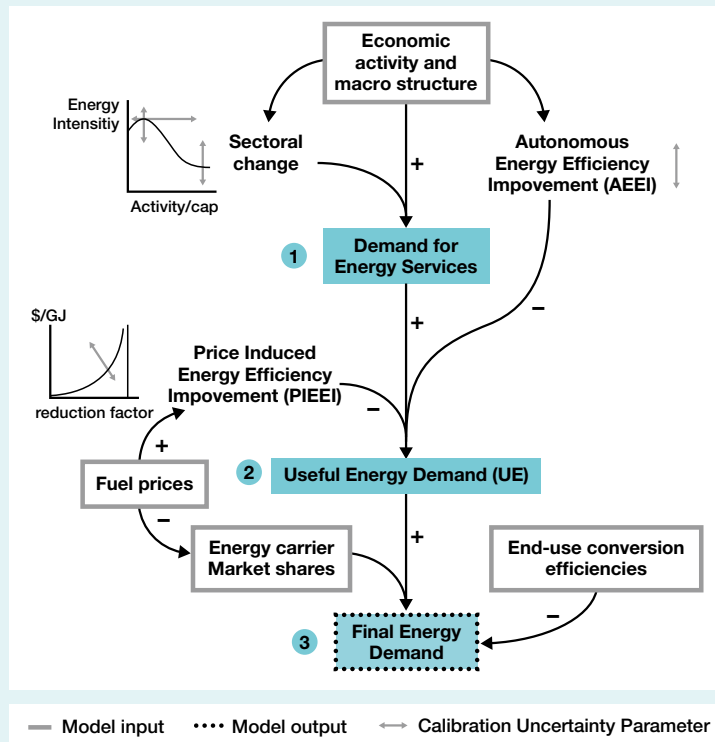 Economic
activity and
macro structure
Energy
Intensitiy
Activity/cap
Sectoral
change
+
Autonomous
Energy Efficiency
Impovement (AEEI)
1
Demand for
Energy Services
+
−
$/GJ
reduction factor
Price Induced
Energy Efficiency
Impovement (PIEEI)
−
+
Fuel prices
−
2
Useful Energy Demand (UE)
Energy carrier
Market shares
+
End-use conversion
efficiencies
−
3
Final Energy
Demand
Model input
Model output
Calibration Uncertainty Parameter